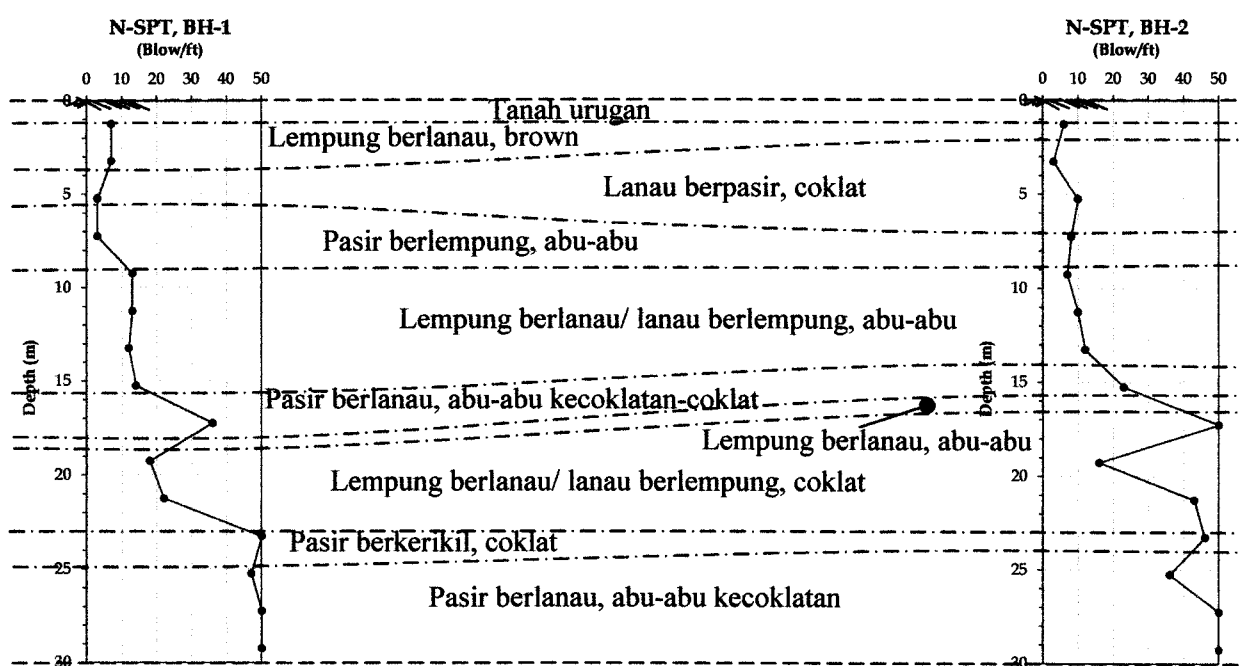 N-SPT, BH-1
(Blow/ft)
0 10 20 30 40 50
N-SPT, BH-2
(Blow/ft)
0 10 20 30 40 50
0
Tanah urugan
0
Lempung berlanau, brown
5
Lanau berpasir, coklat
5
Pasir berlempung, abu-abu
10
Lempung berlanau/ lanau berlempung, abu-abu
10
Depth (m)
15
Pasir berlanau, abu-abu kecoklatan-coklat
Depth (m)
15
Lempung berlanau, abu-abu
20
Lempung berlanau/ lanau berlempung, coklat
20
Pasir berkerikil, coklat
25
Pasir berlanau, abu-abu kecoklatan
25
30
30